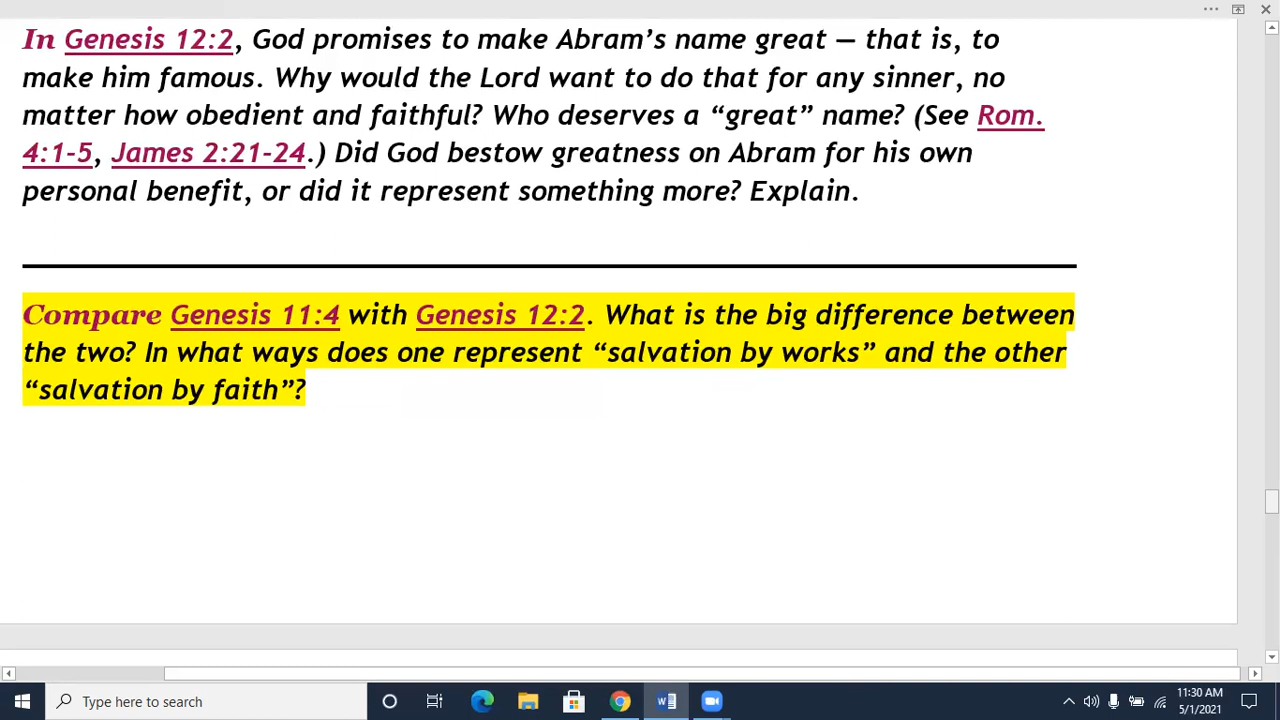 In Genesis 12:2, God promises to make Abram’s name great — that is, to
make him famous. Why would the Lord want to do that for any sinner, no
matter how obedient and faithful? Who deserves a “great” name? (See Rom.
4:1-5, James 2:21-24.) Did God bestow greatness on Abram for his own
personal benefit, or did it represent something more? Explain.
Compare Genesis 11:4 with Genesis 12:2. What is the big difference between
the two? In what ways does one represent “salvation by works” and the other
“salvation by faith”?
Type here to search
11:30 AM
5/1/2021